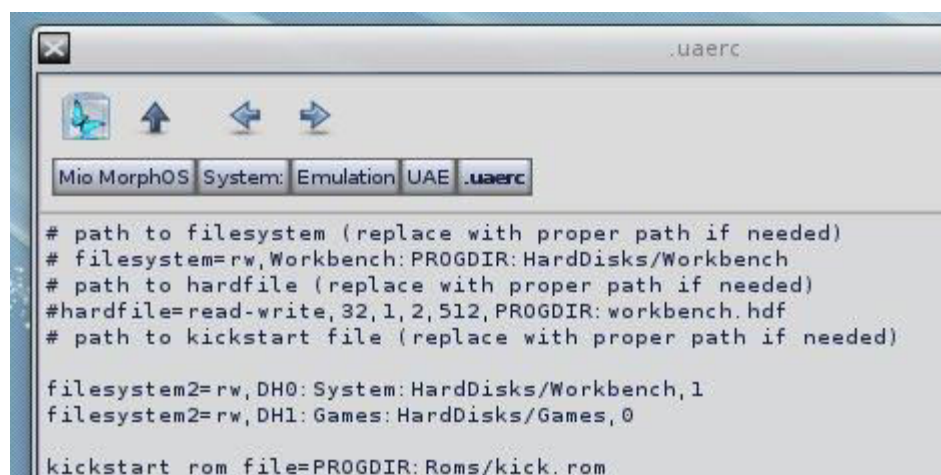 .uaerc
Mio MorphOS System: Emulation UAE .uaerc
# path to filesystem (replace with proper path if needed)
# filesystem=rw,Workbench:PROGDIR:HardDisks/Workbench
# path to hardfile (replace with proper path if needed)
#hardfile=read-write,32,1,2,512,PROGDIR:workbench.hdf
# path to kickstart file (replace with proper path if needed)
filesystem2=rw,DH0:System:HardDisks/Workbench,1
filesystem2=rw,DH1:Games:HardDisks/Games,0
kickstart_rom_file=PROGDIR:Roms/kick.rom